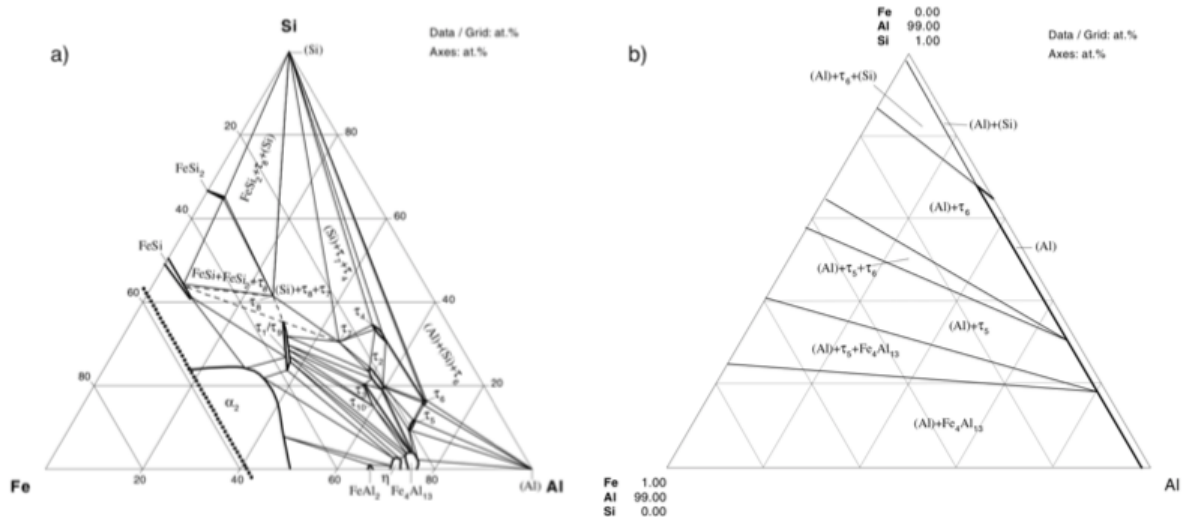 a)
Si
(Si)
Data / Grid: at.%
Axes: at.%
20
80
FeSi₂+τ₈+(Si)
FeSi₂
40
60
(Si)+τ₇+τ₄
FeSi
FeSi+FeSi₂+τ₈
(Si)+τ₈+τ₇
60
40
τ₈
τ₄
τ₁/τ₉
τ₇
(Al)+(Si)+τ₆
τ₂
80
20
α₂
τ₁₀
τ₆
τ₅
Fe
20
40
60
FeAl₂
η
Fe₄Al₁₃
80
(Al)
Al
b)
Fe 0.00
Al 99.00
Si 1.00
Data / Grid: at.%
Axes: at.%
(Al)+τ₆+(Si)
(Al)+(Si)
(Al)+τ₆
(Al)
(Al)+τ₅+τ₆
(Al)+τ₅
(Al)+τ₅+Fe₄Al₁₃
(Al)+Fe₄Al₁₃
Fe 1.00
Al 99.00
Si 0.00
Al